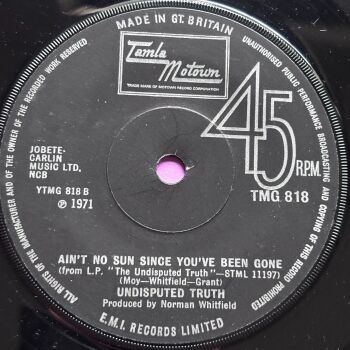 MADE IN GT. BRITAIN
UNAUTHORISED PUBLIC PERFORMANCE BROADCASTING AND COPYING OF THIS RECORD PROHIBITED
ALL RIGHTS OF THE MANUFACTURER AND OF THE OWNER OF THE RECORDED WORK RESERVED
Tamla
Motown
TRADE MARK OF MOTOWN RECORD CORPORATION
45
R.P.M.
TMG 818
JOBETE-
CARLIN
MUSIC LTD.
NCB
YTMG 818 B
℗ 1971
AIN'T NO SUN SINCE YOU'VE BEEN GONE
(from L.P. "The Undisputed Truth"—STML 11197)
(Moy—Whitfield—Grant)
UNDISPUTED TRUTH
Produced by Norman Whitfield
E.M.I. RECORDS LIMITED